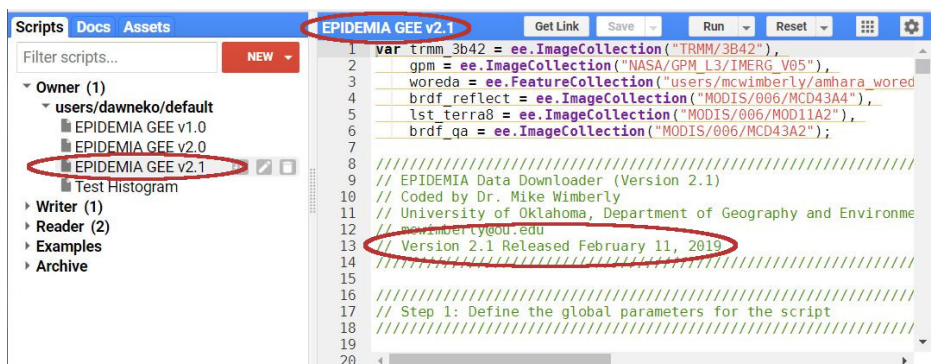 Scripts Docs Assets
Filter scripts...
NEW
Owner (1)
users/dawneko/default
EPIDEMIA GEE v1.0
EPIDEMIA GEE v2.0
EPIDEMIA GEE v2.1
Test Histogram
Writer (1)
Reader (2)
Examples
Archive
EPIDEMIA GEE v2.1
Get Link Save Run Reset
1 var trmm_3b42 = ee.ImageCollection("TRMM/3B42"),
2 gpm = ee.ImageCollection("NASA/GPM_L3/IMERG_V05"),
3 woreda = ee.FeatureCollection("users/mcwimberly/amhara_wored
4 brdf_reflect = ee.ImageCollection("MODIS/006/MCD43A4"),
5 lst_terra8 = ee.ImageCollection("MODIS/006/MOD11A2"),
6 brdf_qa = ee.ImageCollection("MODIS/006/MCD43A2");
7
8 ////////////////////////////////////////////////////////////////
9 // EPIDEMIA Data Downloader (Version 2.1)
10 // Coded by Dr. Mike Wimberly
11 // University of Oklahoma, Department of Geography and Environme
12 // mcwimberly@ou.edu
13 // Version 2.1 Released February 11, 2019
14 ////////////////////////////////////////////////////////////////
15
16 ////////////////////////////////////////////////////////////////
17 // Step 1: Define the global parameters for the script
18 ////////////////////////////////////////////////////////////////
19
20